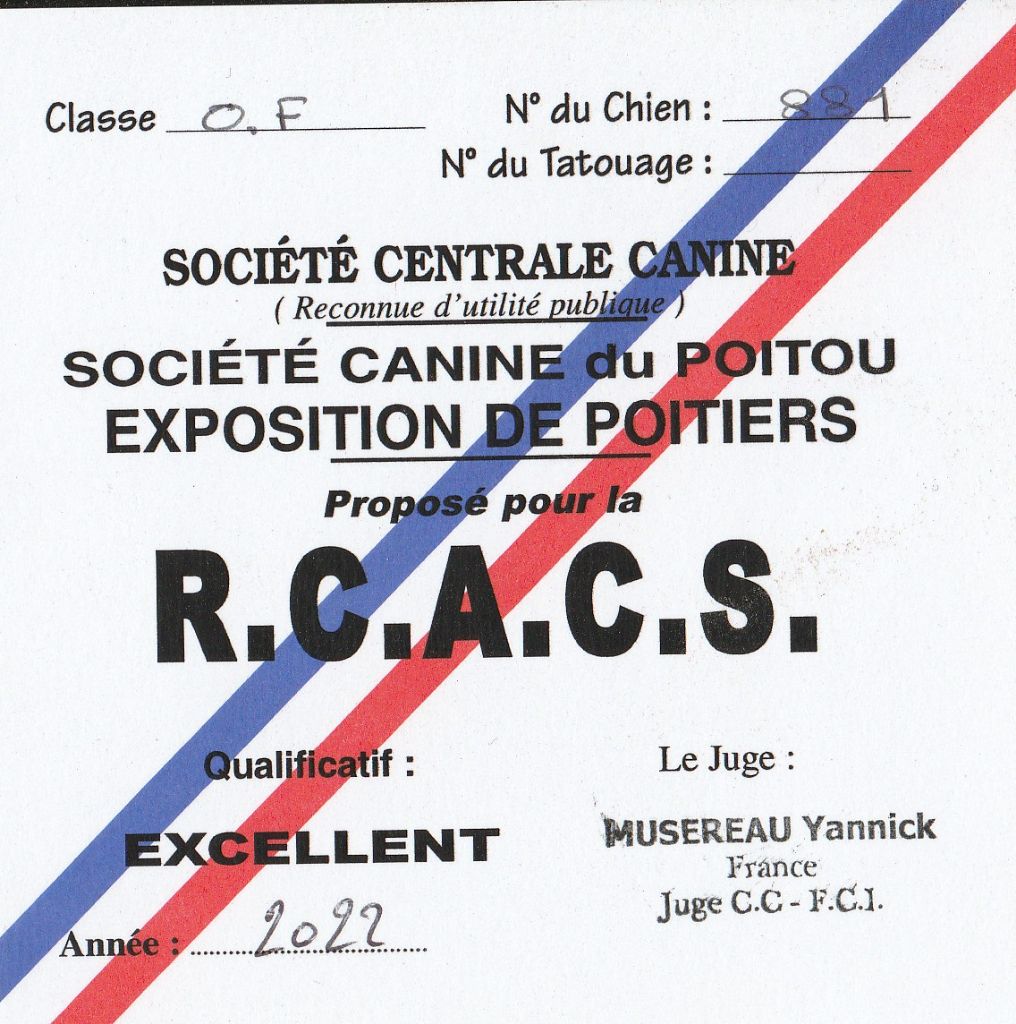 Classe O.F
N° du Chien : 881
N° du Tatouage :
SOCIÉTÉ CENTRALE CANINE
( Reconnue d'utilité publique )
SOCIÉTÉ CANINE du POITOU
EXPOSITION DE POITIERS
Proposé pour la
R.C.A.C.S.
Qualificatif :
EXCELLENT
Année : 2022
Le Juge :
MUSEREAU Yannick
France
Juge C.C - F.C.I.